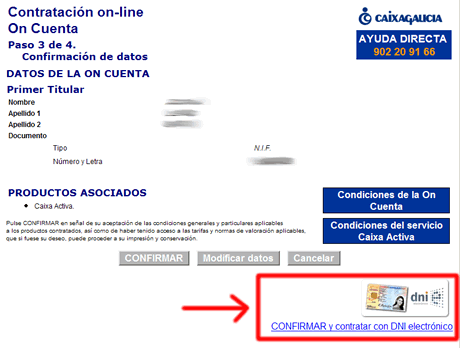 Contratación on-line
On Cuenta
CAIXAGALICIA
AYUDA DIRECTA
902 20 91 66
Paso 3 de 4.
Confirmación de datos
DATOS DE LA ON CUENTA
Primer Titular
Nombre
Apellido 1
Apellido 2
Documento
Tipo N.I.F.
Número y Letra
PRODUCTOS ASOCIADOS
• Caixa Activa.
Condiciones de la On
Cuenta
Condiciones del servicio
Caixa Activa
Pulse CONFIRMAR en señal de su aceptación de las condiciones generales y particulares aplicables
a los productos contratados, así como de haber tenido acceso a las tarifas y normas de valoración aplicables,
que si fuese su deseo, puede proceder a su impresión y conservación.
CONFIRMAR Modificar datos Cancelar
dni
CONFIRMAR y contratar con DNI electrónico